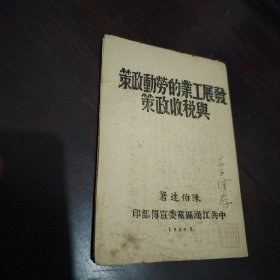 發展工業的勞動政策
與稅收政策
陳伯達著
中共江漢區黨委宣傳部印